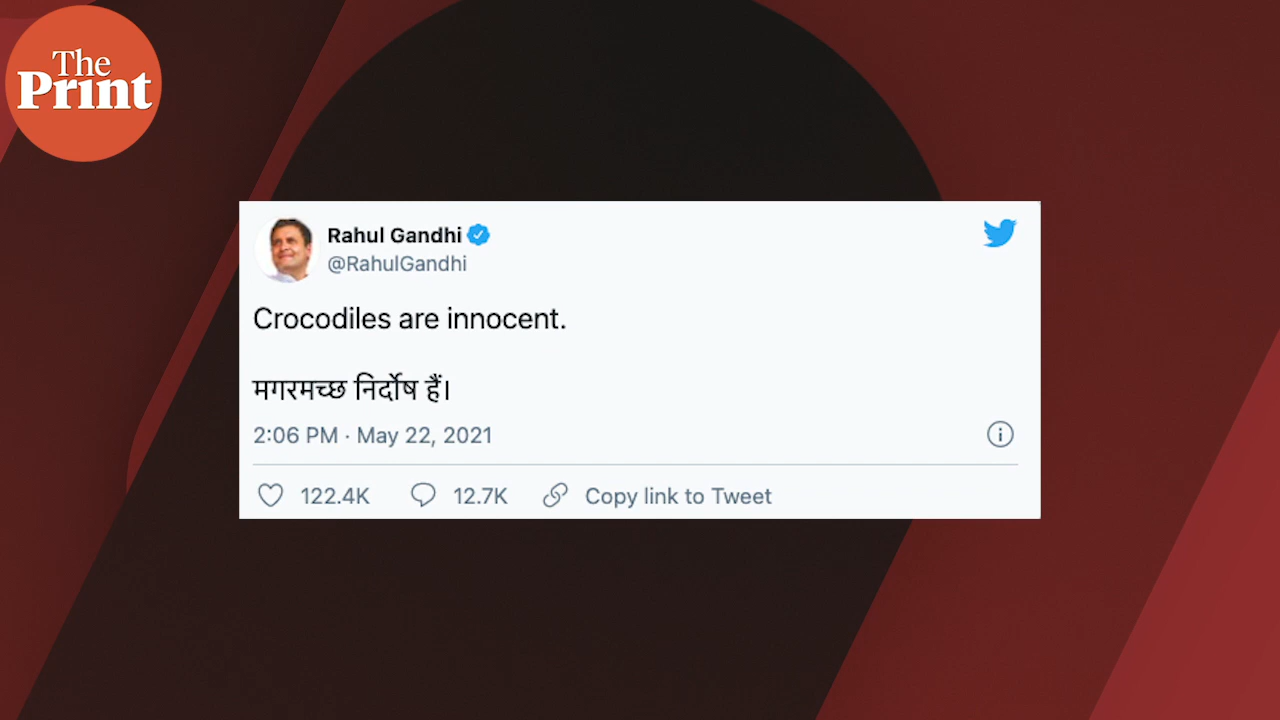 The
Print
Rahul Gandhi
@RahulGandhi
Crocodiles are innocent.
मगरमच्छ निर्दोष हैं।
2:06 PM · May 22, 2021
122.4K 12.7K Copy link to Tweet